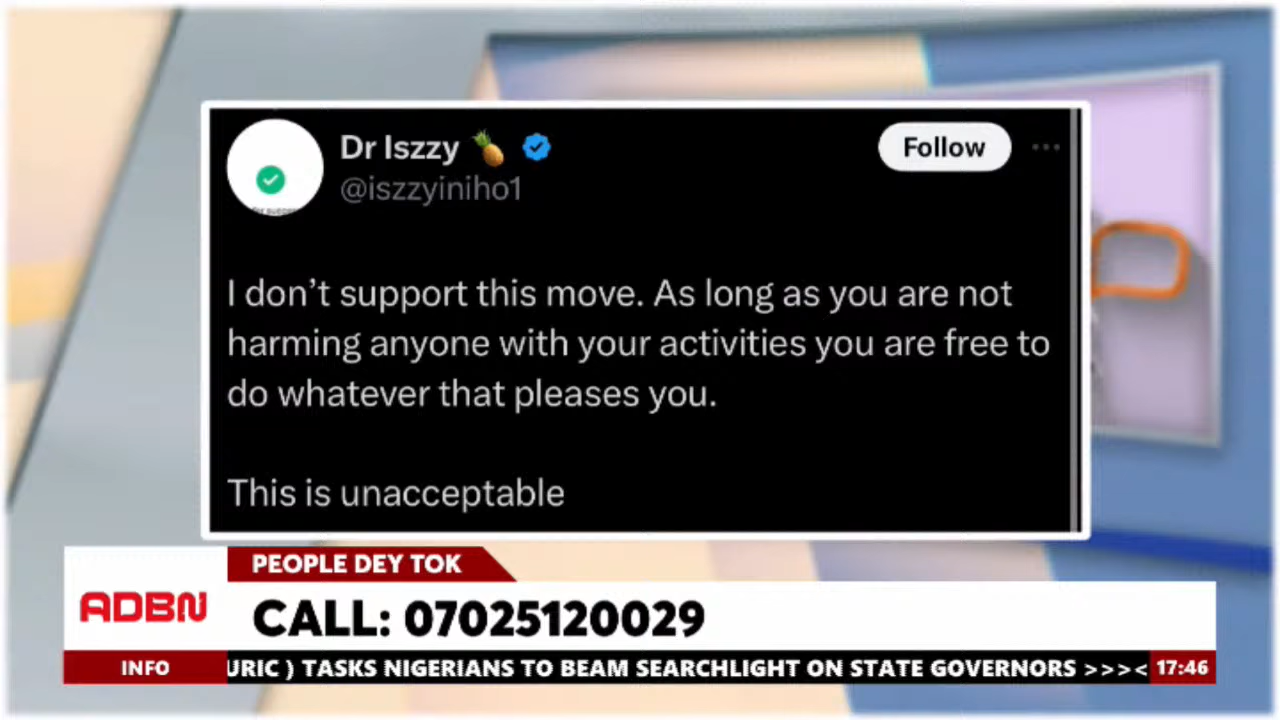 Dr Iszzy 🍍
@iszzyiniho1
Follow
I don't support this move. As long as you are not
harming anyone with your activities you are free to
do whatever that pleases you.
This is unacceptable
PEOPLE DEY TOK
ADBN
CALL: 07025120029
INFO
URIC ) TASKS NIGERIANS TO BEAM SEARCHLIGHT ON STATE GOVERNORS >>><
17:46